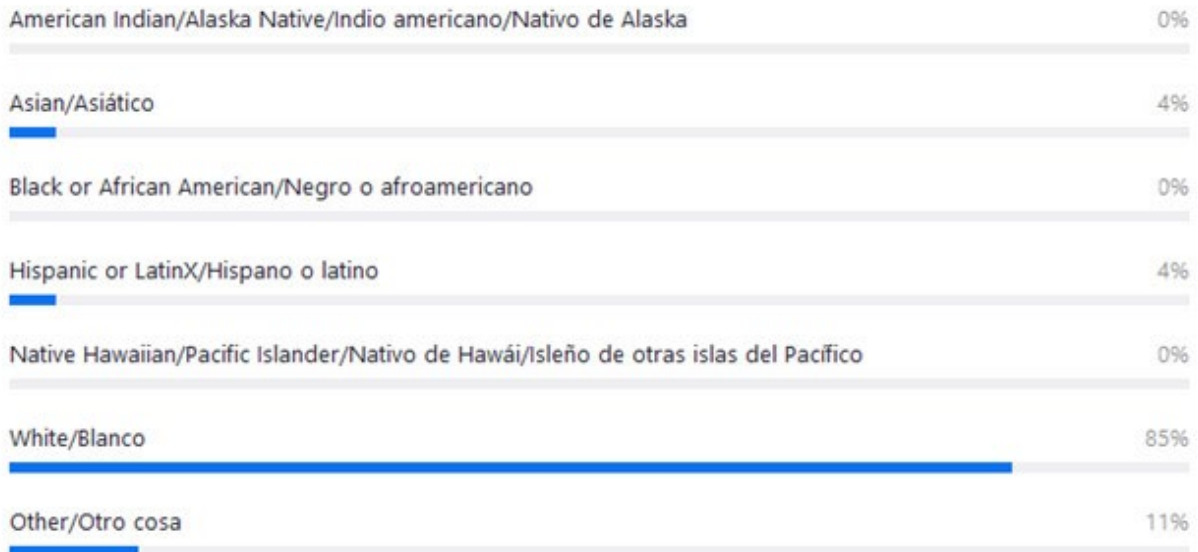 American Indian/Alaska Native/Indio americano/Nativo de Alaska 0%
Asian/Asiático 4%
Black or African American/Negro o afroamericano 0%
Hispanic or LatinX/Hispano o latino 4%
Native Hawaiian/Pacific Islander/Nativo de Hawái/Isleño de otras islas del Pacífico 0%
White/Blanco 85%
Other/Otro cosa 11%